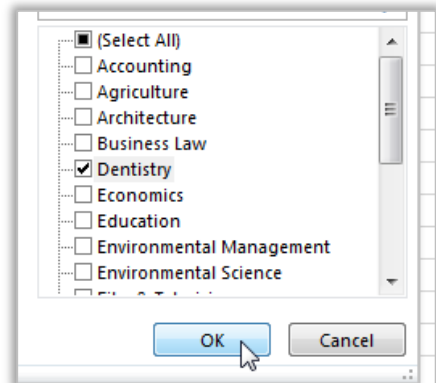 (Select All)
Accounting
Agriculture
Architecture
Business Law
Dentistry
Economics
Education
Environmental Management
Environmental Science
OK Cancel